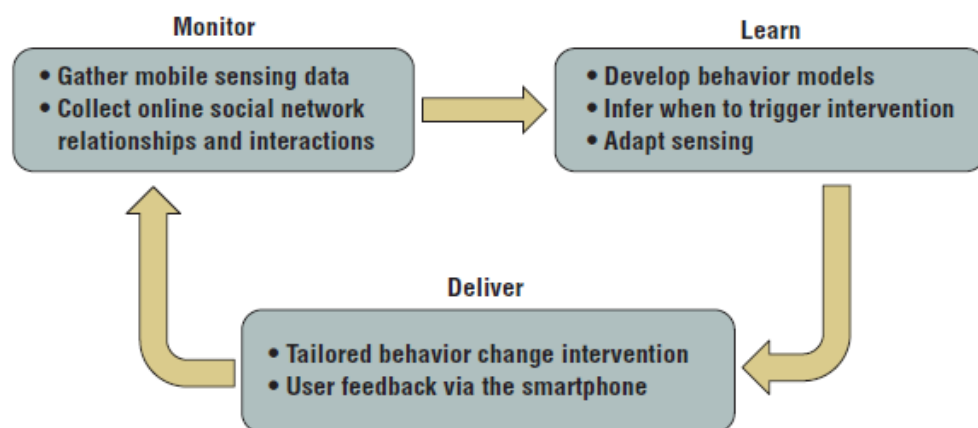 Monitor
• Gather mobile sensing data
• Collect online social network
relationships and interactions
Learn
• Develop behavior models
• Infer when to trigger intervention
• Adapt sensing
Deliver
• Tailored behavior change intervention
• User feedback via the smartphone